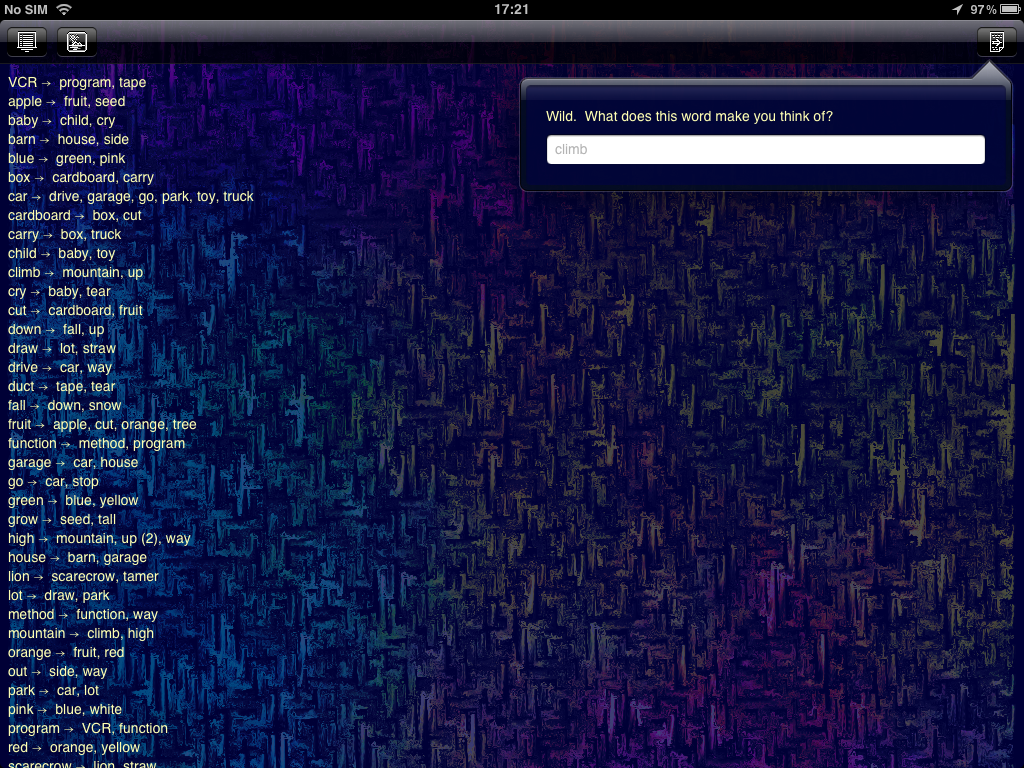 No SIM 17:21 97%
VCR → program, tape
apple → fruit, seed
baby → child, cry
barn → house, side
blue → green, pink
box → cardboard, carry
car → drive, garage, go, park, toy, truck
cardboard → box, cut
carry → box, truck
child → baby, toy
climb → mountain, up
cry → baby, tear
cut → cardboard, fruit
down → fall, up
draw → lot, straw
drive → car, way
duct → tape, tear
fall → down, snow
fruit → apple, cut, orange, tree
function → method, program
garage → car, house
go → car, stop
green → blue, yellow
grow → seed, tall
high → mountain, up (2), way
house → barn, garage
lion → scarecrow, tamer
lot → draw, park
method → function, way
mountain → climb, high
orange → fruit, red
out → side, way
park → car, lot
pink → blue, white
program → VCR, function
red → orange, yellow
scarecrow → lion, straw
Wild.  What does this word make you think of?
climb